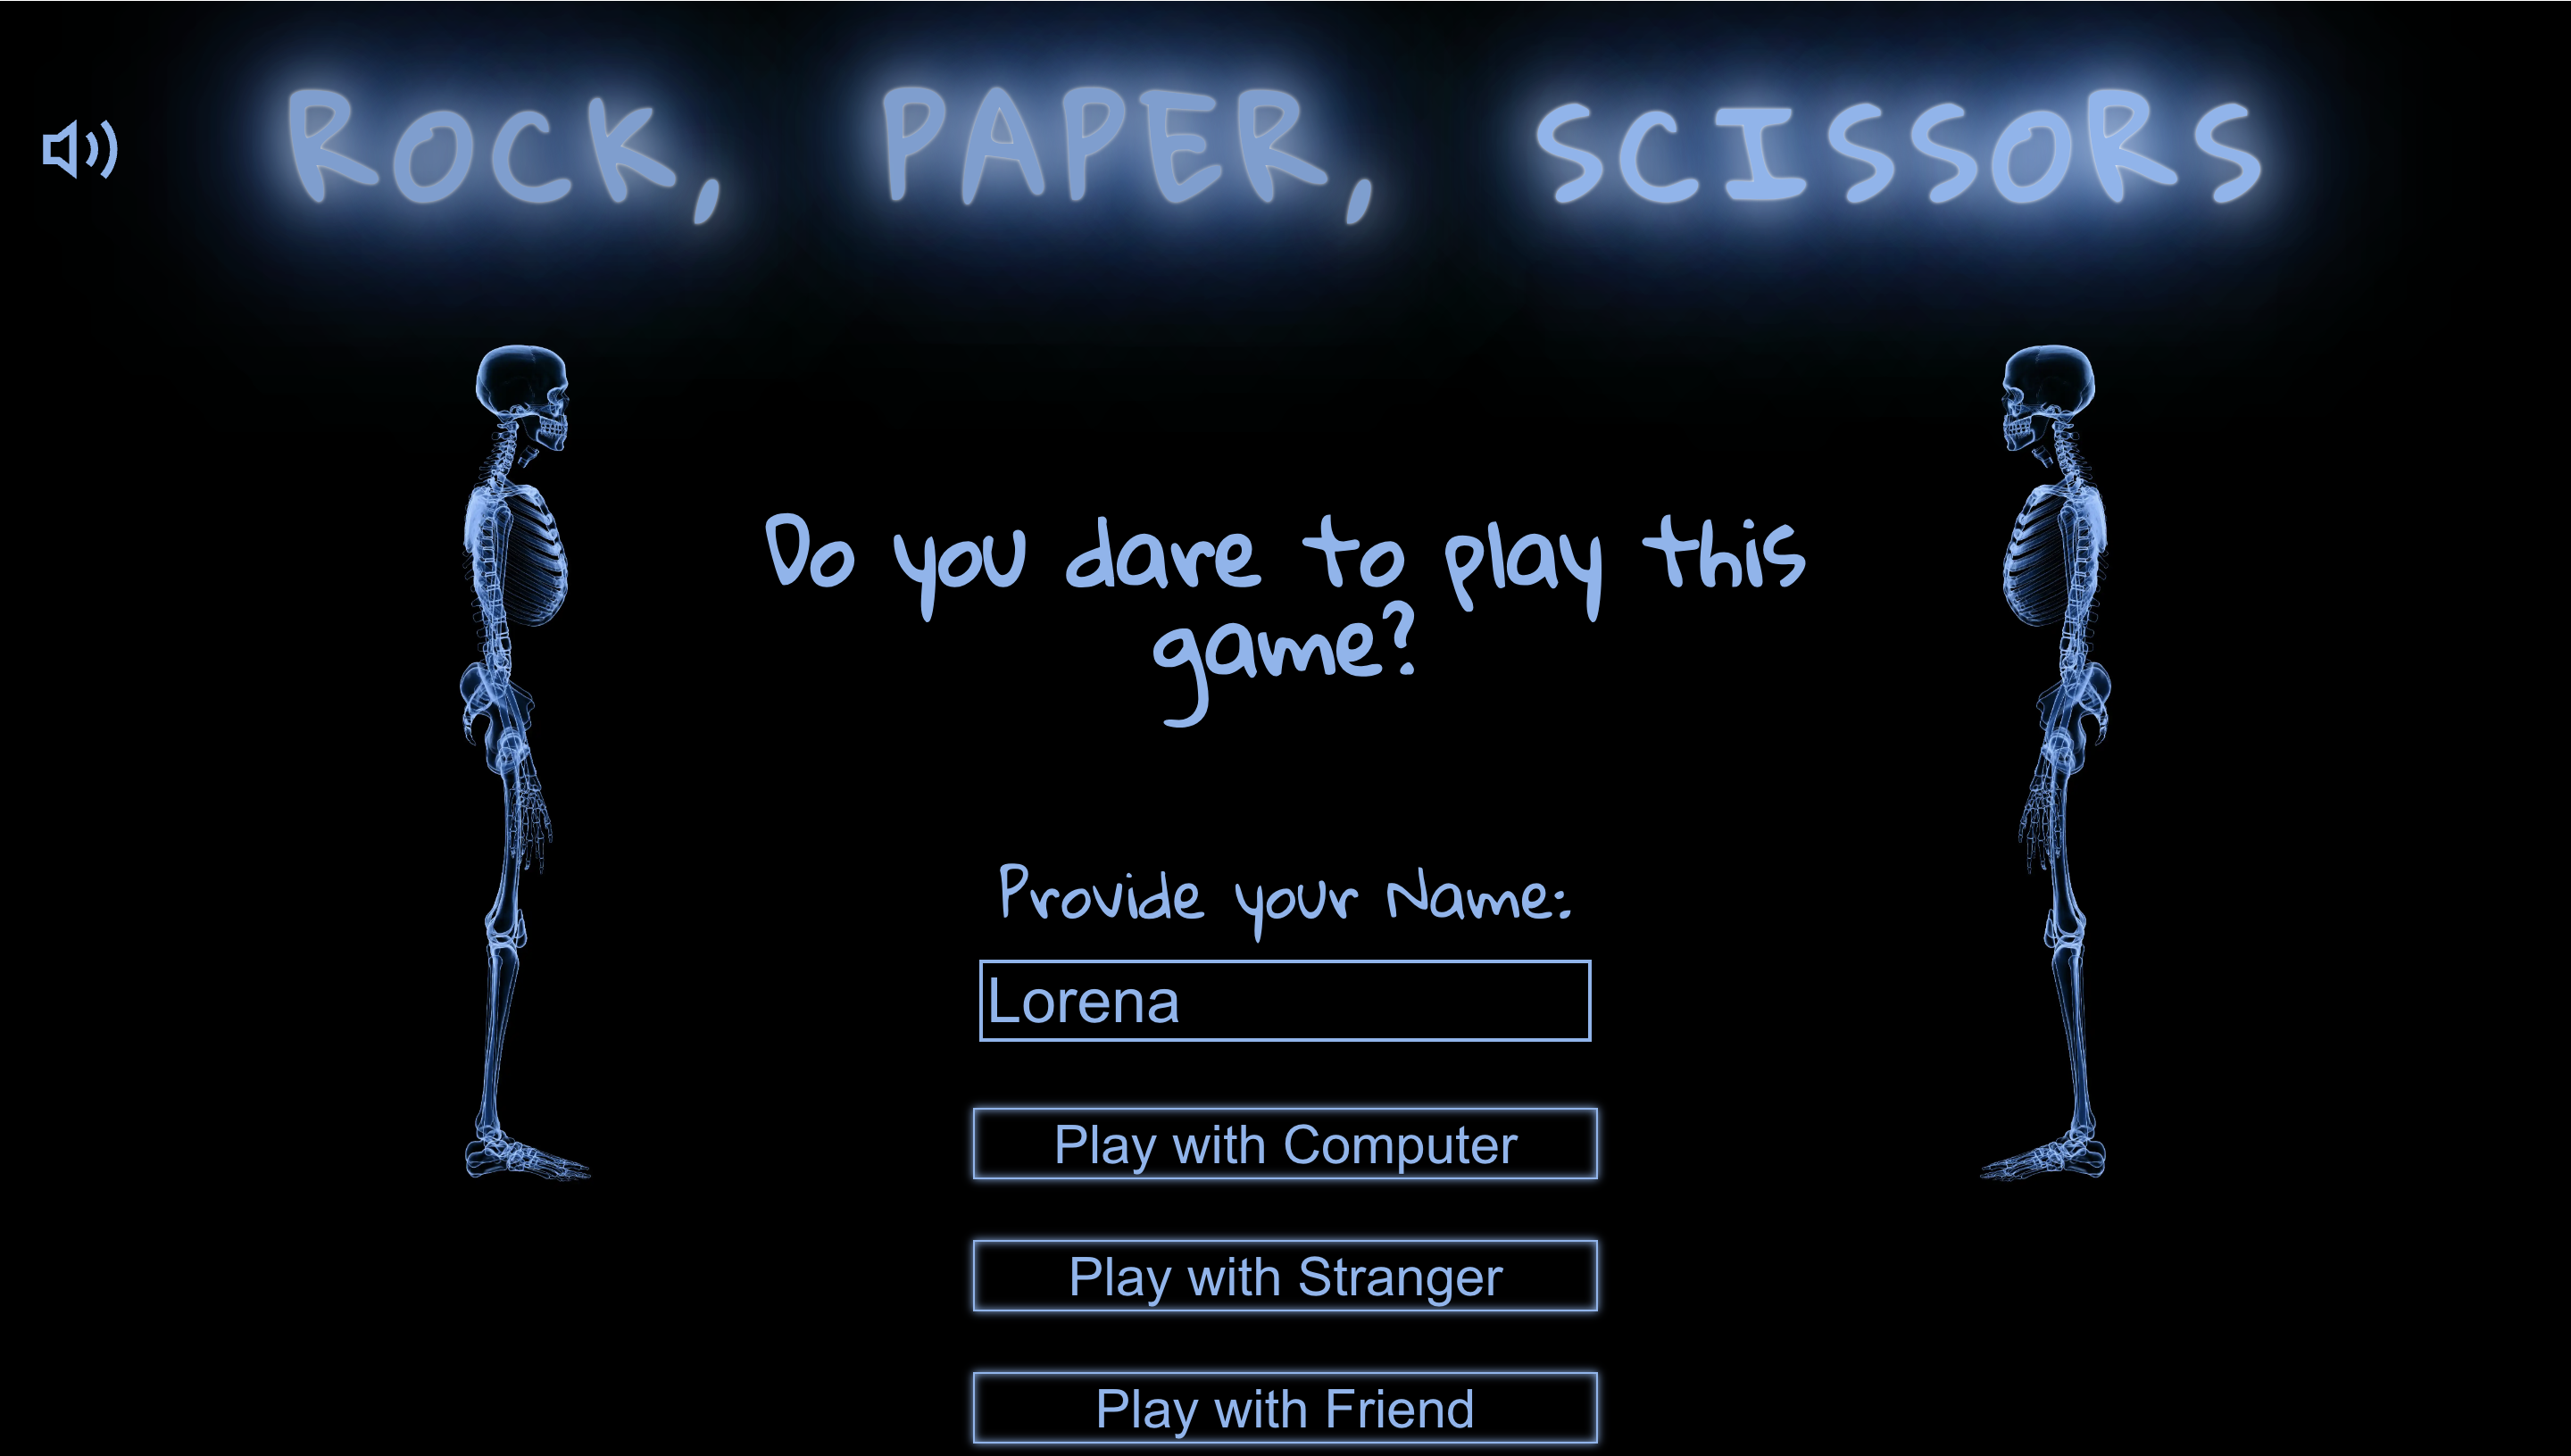 ROCK, PAPER, SCISSORS
Do you dare to play this
game?
Provide your Name:
Lorena
Play with Computer
Play with Stranger
Play with Friend